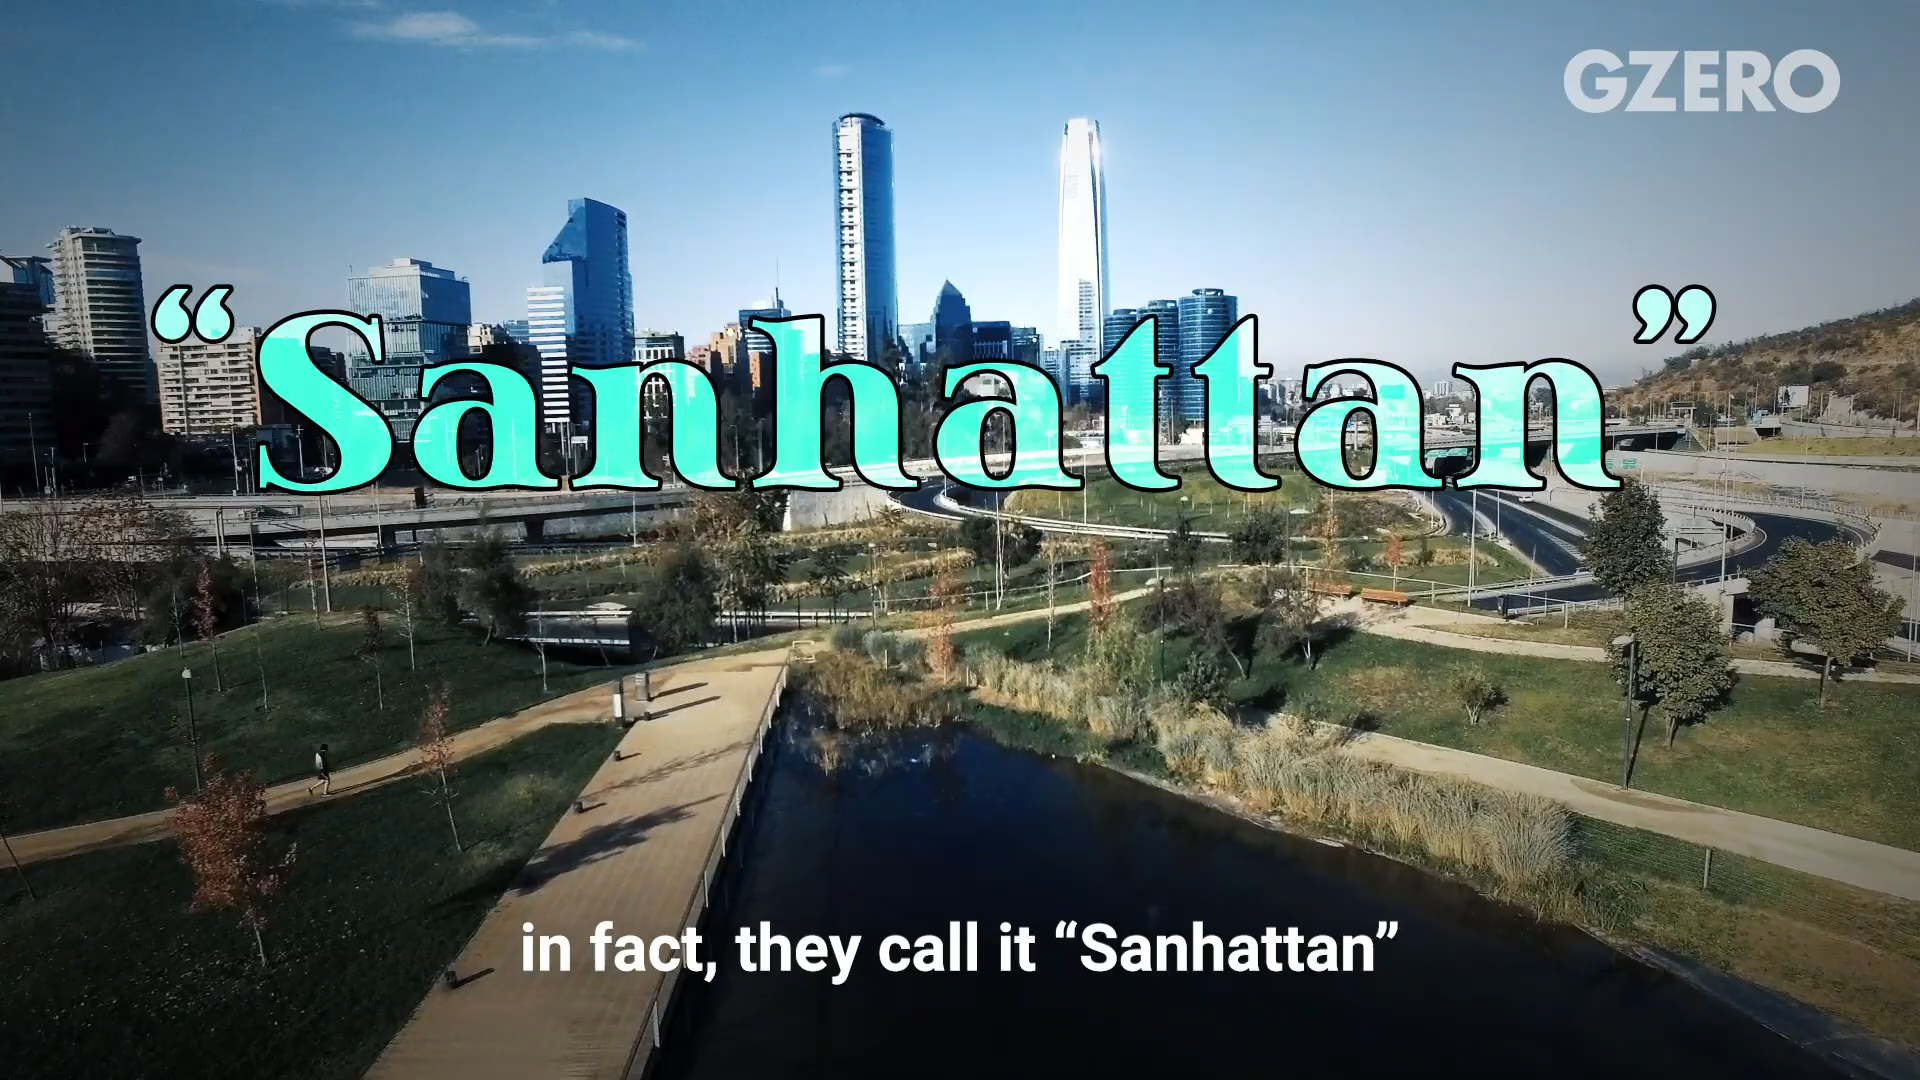 GZERO
“Sanhattan”
in fact, they call it “Sanhattan”